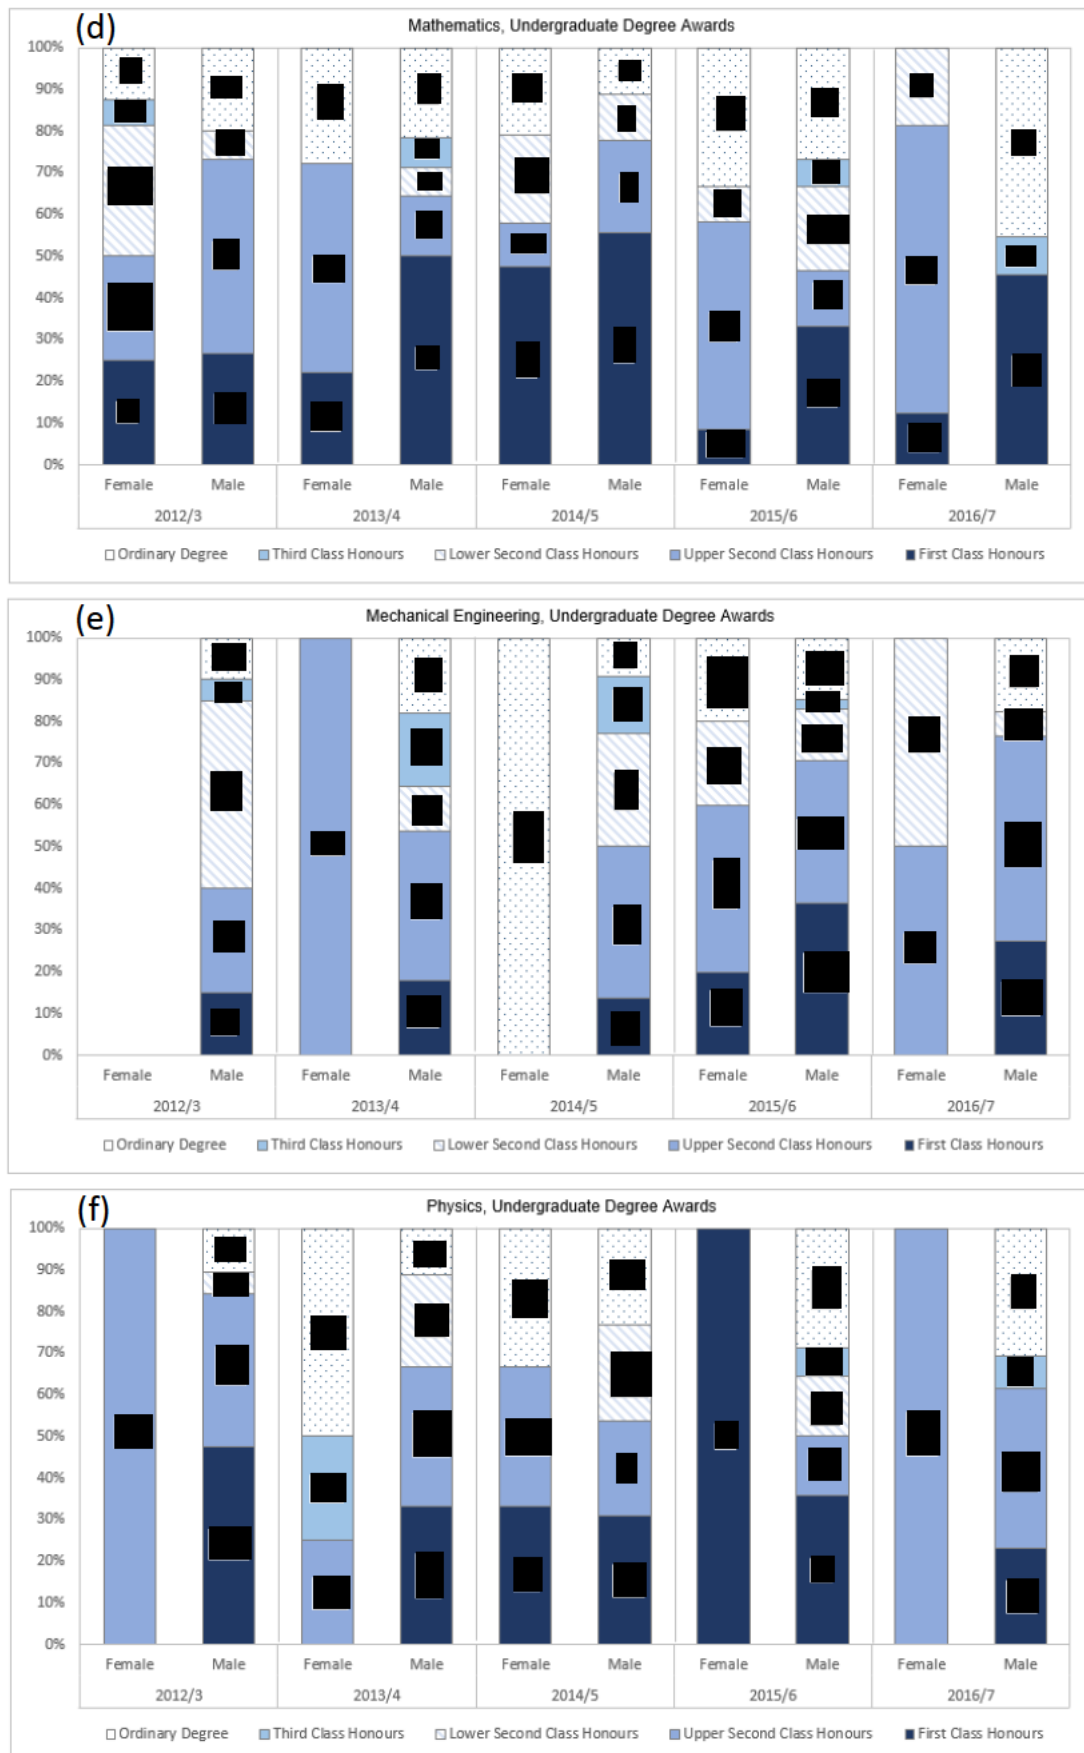 (d)
Mathematics, Undergraduate Degree Awards
100%
90%
80%
70%
60%
50%
40%
30%
20%
10%
0%
Female Male Female Male Female Male Female Male Female Male
2012/3 2013/4 2014/5 2015/6 2016/7
Ordinary Degree Third Class Honours Lower Second Class Honours Upper Second Class Honours First Class Honours
(e)
Mechanical Engineering, Undergraduate Degree Awards
100%
90%
80%
70%
60%
50%
40%
30%
20%
10%
0%
Female Male Female Male Female Male Female Male Female Male
2012/3 2013/4 2014/5 2015/6 2016/7
Ordinary Degree Third Class Honours Lower Second Class Honours Upper Second Class Honours First Class Honours
(f)
Physics, Undergraduate Degree Awards
100%
90%
80%
70%
60%
50%
40%
30%
20%
10%
0%
Female Male Female Male Female Male Female Male Female Male
2012/3 2013/4 2014/5 2015/6 2016/7
Ordinary Degree Third Class Honours Lower Second Class Honours Upper Second Class Honours First Class Honours